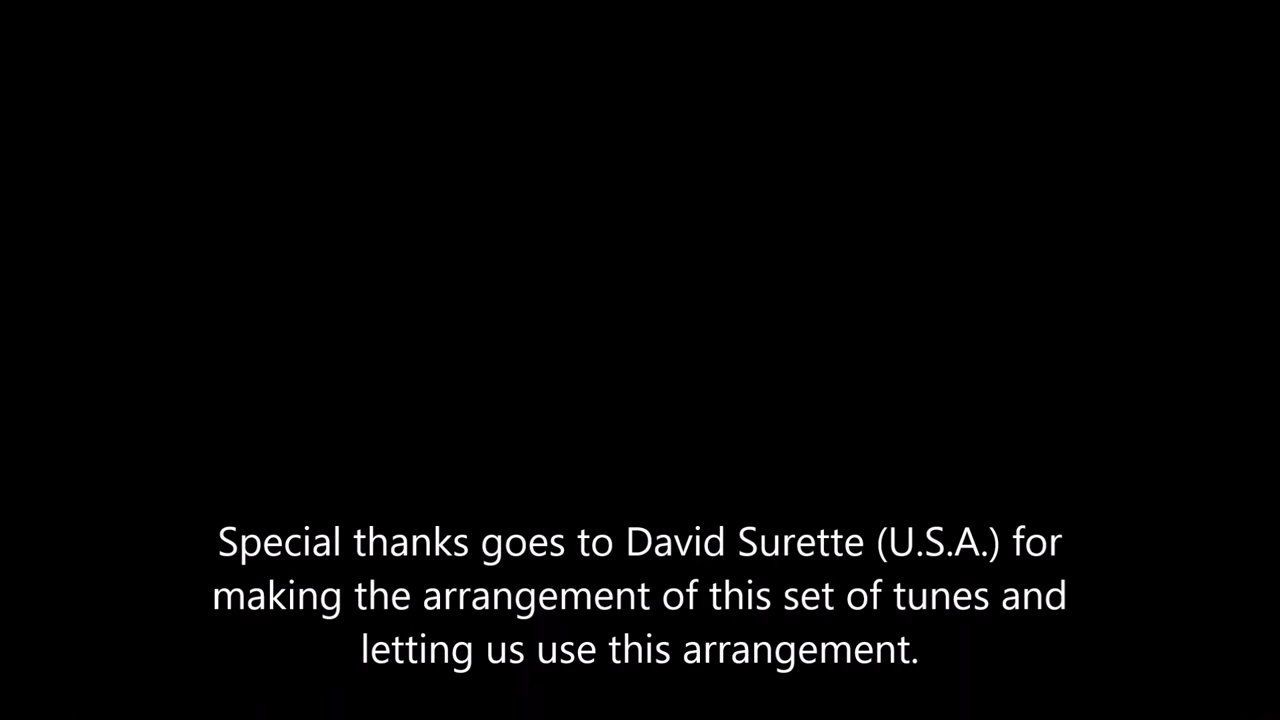 Special thanks goes to David Surette (U.S.A.) for
making the arrangement of this set of tunes and
letting us use this arrangement.